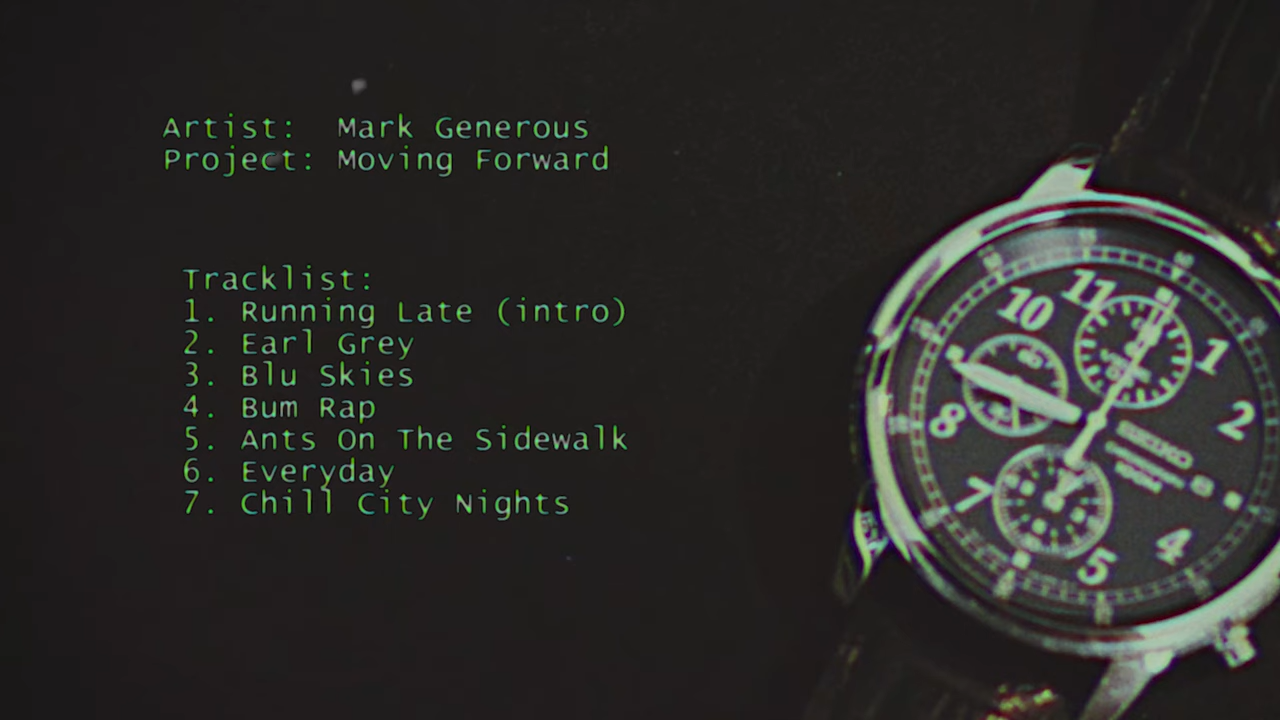 Artist: Mark Generous
Project: Moving Forward
Tracklist:
1. Running Late (intro)
2. Earl Grey
3. Blu Skies
4. Bum Rap
5. Ants On The Sidewalk
6. Everyday
7. Chill City Nights
11
10
1
2
8
SEIKO
7
4
5